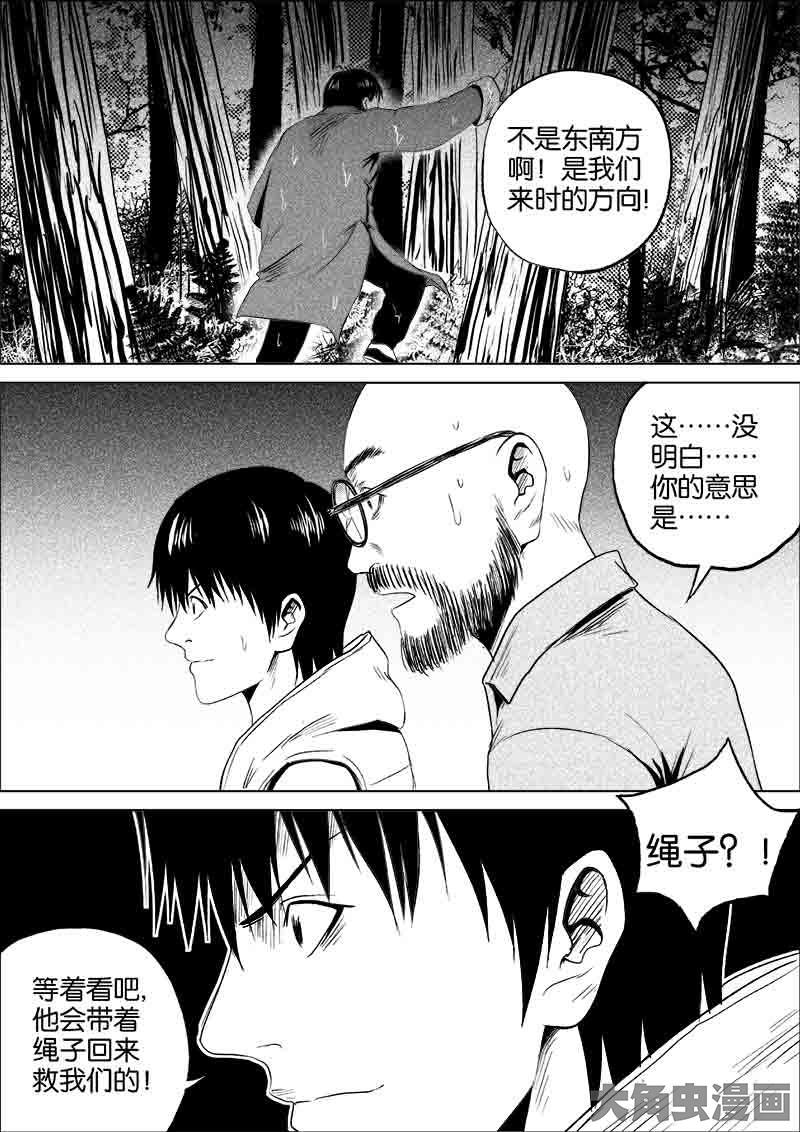 不是东南方
啊！是我们
来时的方向！
这……没
明白……
你的意思
是……
绳子？！
等着看吧,
他会带着
绳子回来
救我们的！
大角虫漫画